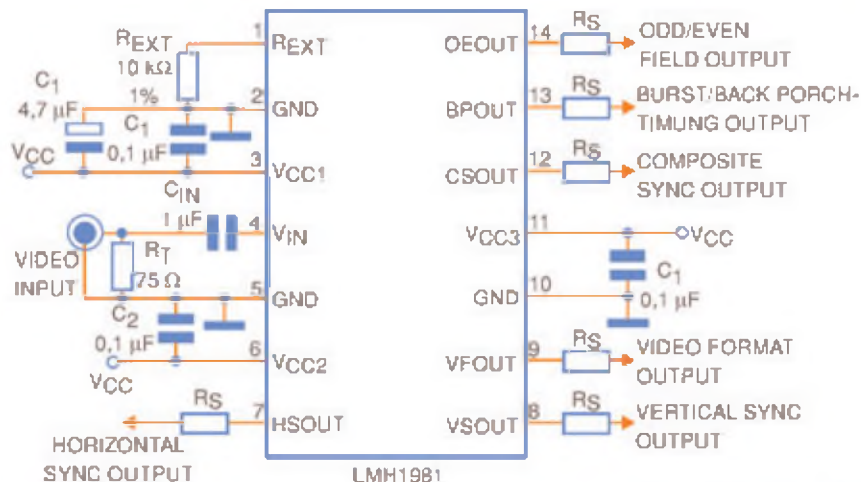 1
R_EXT
10 kΩ
1%
R_EXT
C1
4,7 µF
2
GND
C1
0,1 µF
VCC
3
VCC1
CIN
1 µF
4
VIN
VIDEO
INPUT
RT
75 Ω
5
GND
C2
0,1 µF
6
VCC2
VCC
RS
7
HSOUT
HORIZONTAL
SYNC OUTPUT
OEOUT
14
RS
ODD/EVEN
FIELD OUTPUT
BPOUT
13
RS
BURST/BACK PORCH-
TIMUNG OUTPUT
CSOUT
12
RS
COMPOSITE
SYNC OUTPUT
VCC3
11
VCC
GND
10
C1
0,1 µF
VFOUT
9
RS
VIDEO FORMAT
OUTPUT
VSOUT
8
RS
VERTICAL SYNC
OUTPUT
LMH1981